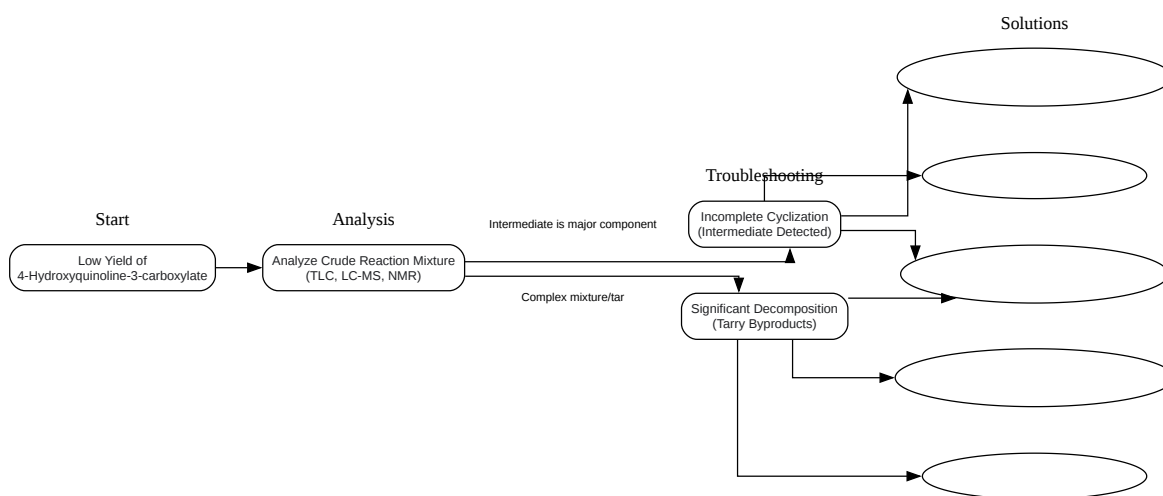 Solutions
Troubleshooting
Start
Analysis
Intermediate is major component
Incomplete Cyclization
(Intermediate Detected)
Low Yield of
4-Hydroxyquinoline-3-carboxylate
Analyze Crude Reaction Mixture
(TLC, LC-MS, NMR)
Complex mixture/tar
Significant Decomposition
(Tarry Byproducts)